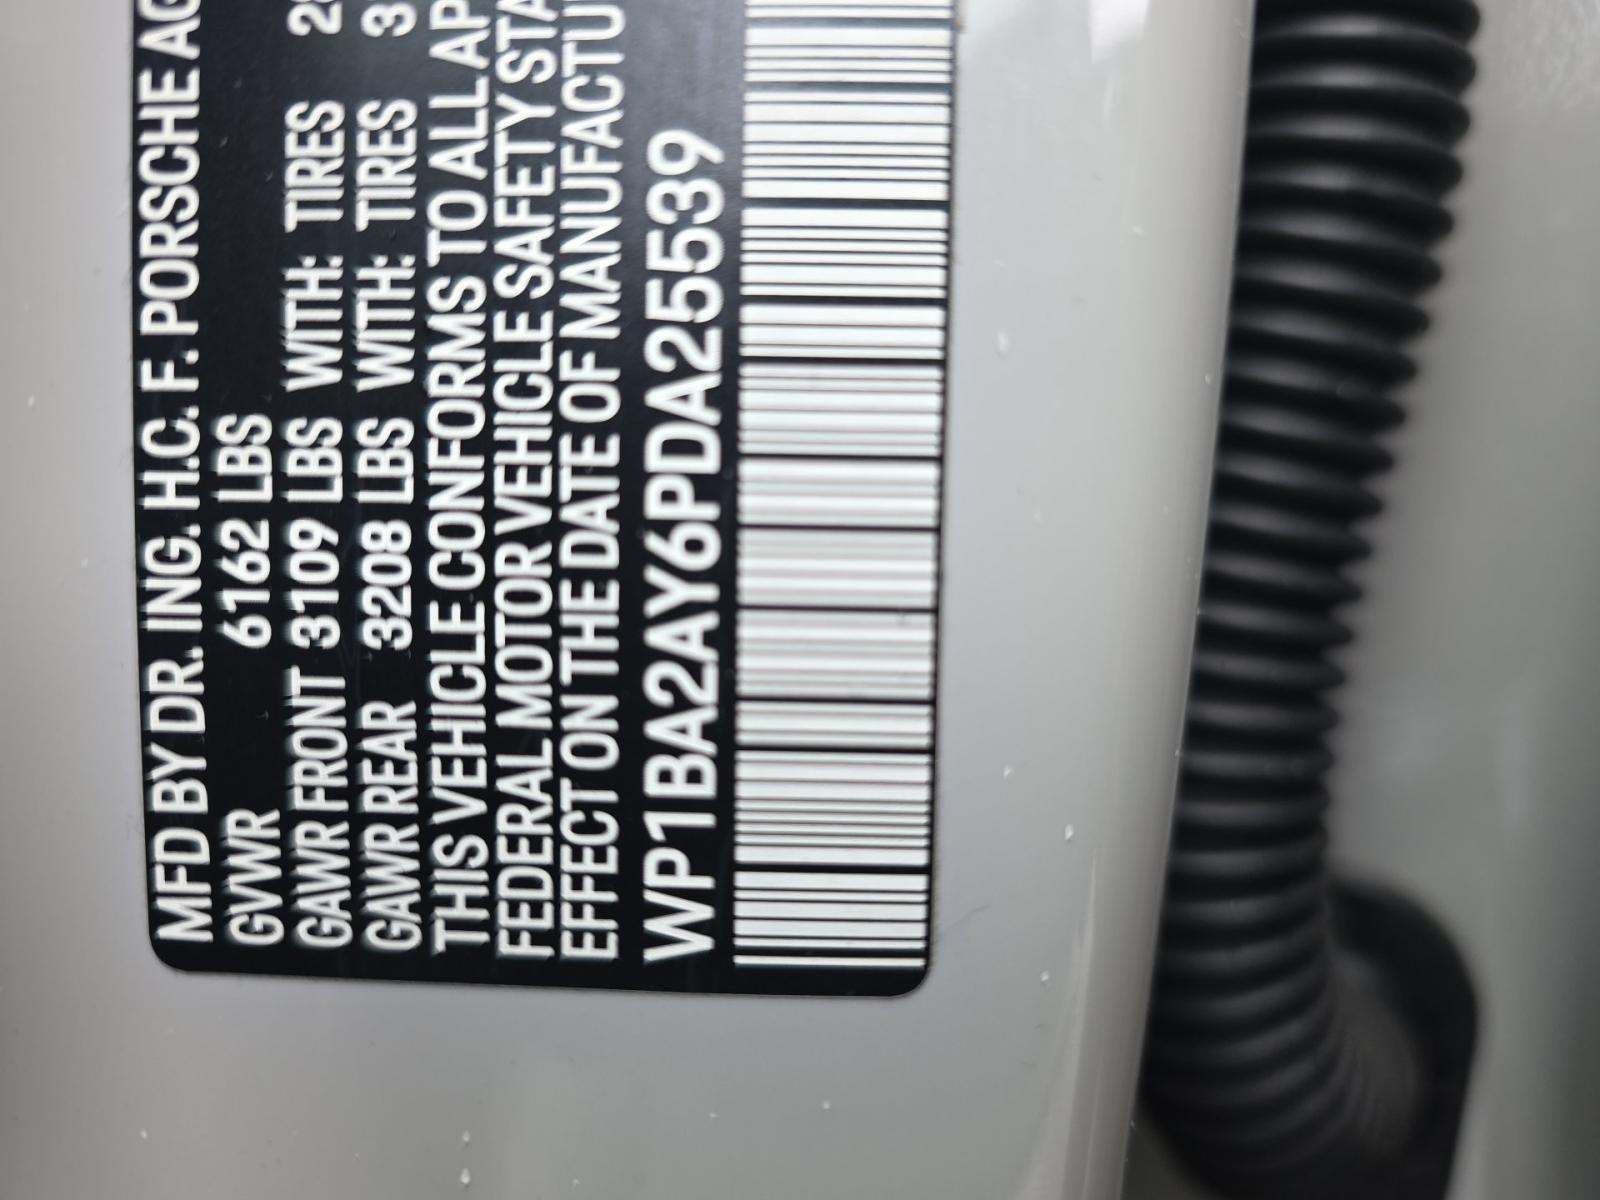 MFD BY DR. ING. H.C. F. PORSCHE AG
GVWR 6162 LBS
GAWR FRONT 3109 LBS WITH: TIRES
GAWR REAR 3208 LBS WITH: TIRES 3
THIS VEHICLE CONFORMS TO ALL AP
FEDERAL MOTOR VEHICLE SAFETY STA
EFFECT ON THE DATE OF MANUFACTU
WP1BA2AY6PDA25539